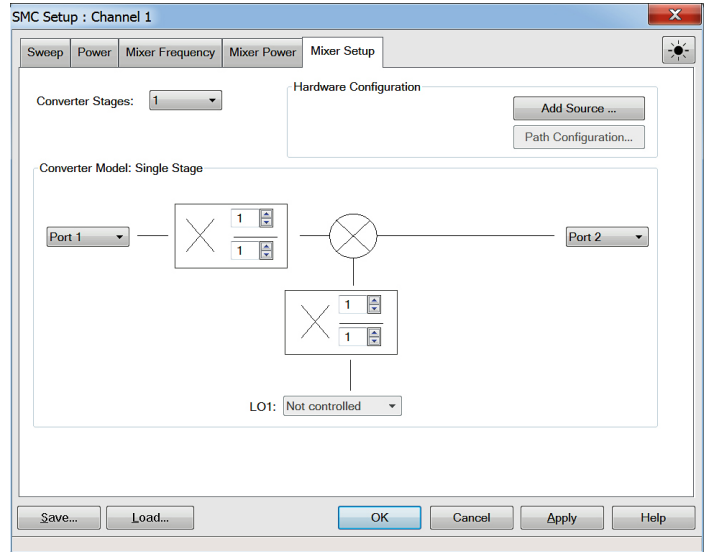 SMC Setup : Channel 1
Sweep Power Mixer Frequency Mixer Power Mixer Setup
Converter Stages: 1
Hardware Configuration
Add Source ...
Path Configuration...
Converter Model: Single Stage
Port 1
1
1
Port 2
1
1
LO1: Not controlled
Save... Load... OK Cancel Apply Help